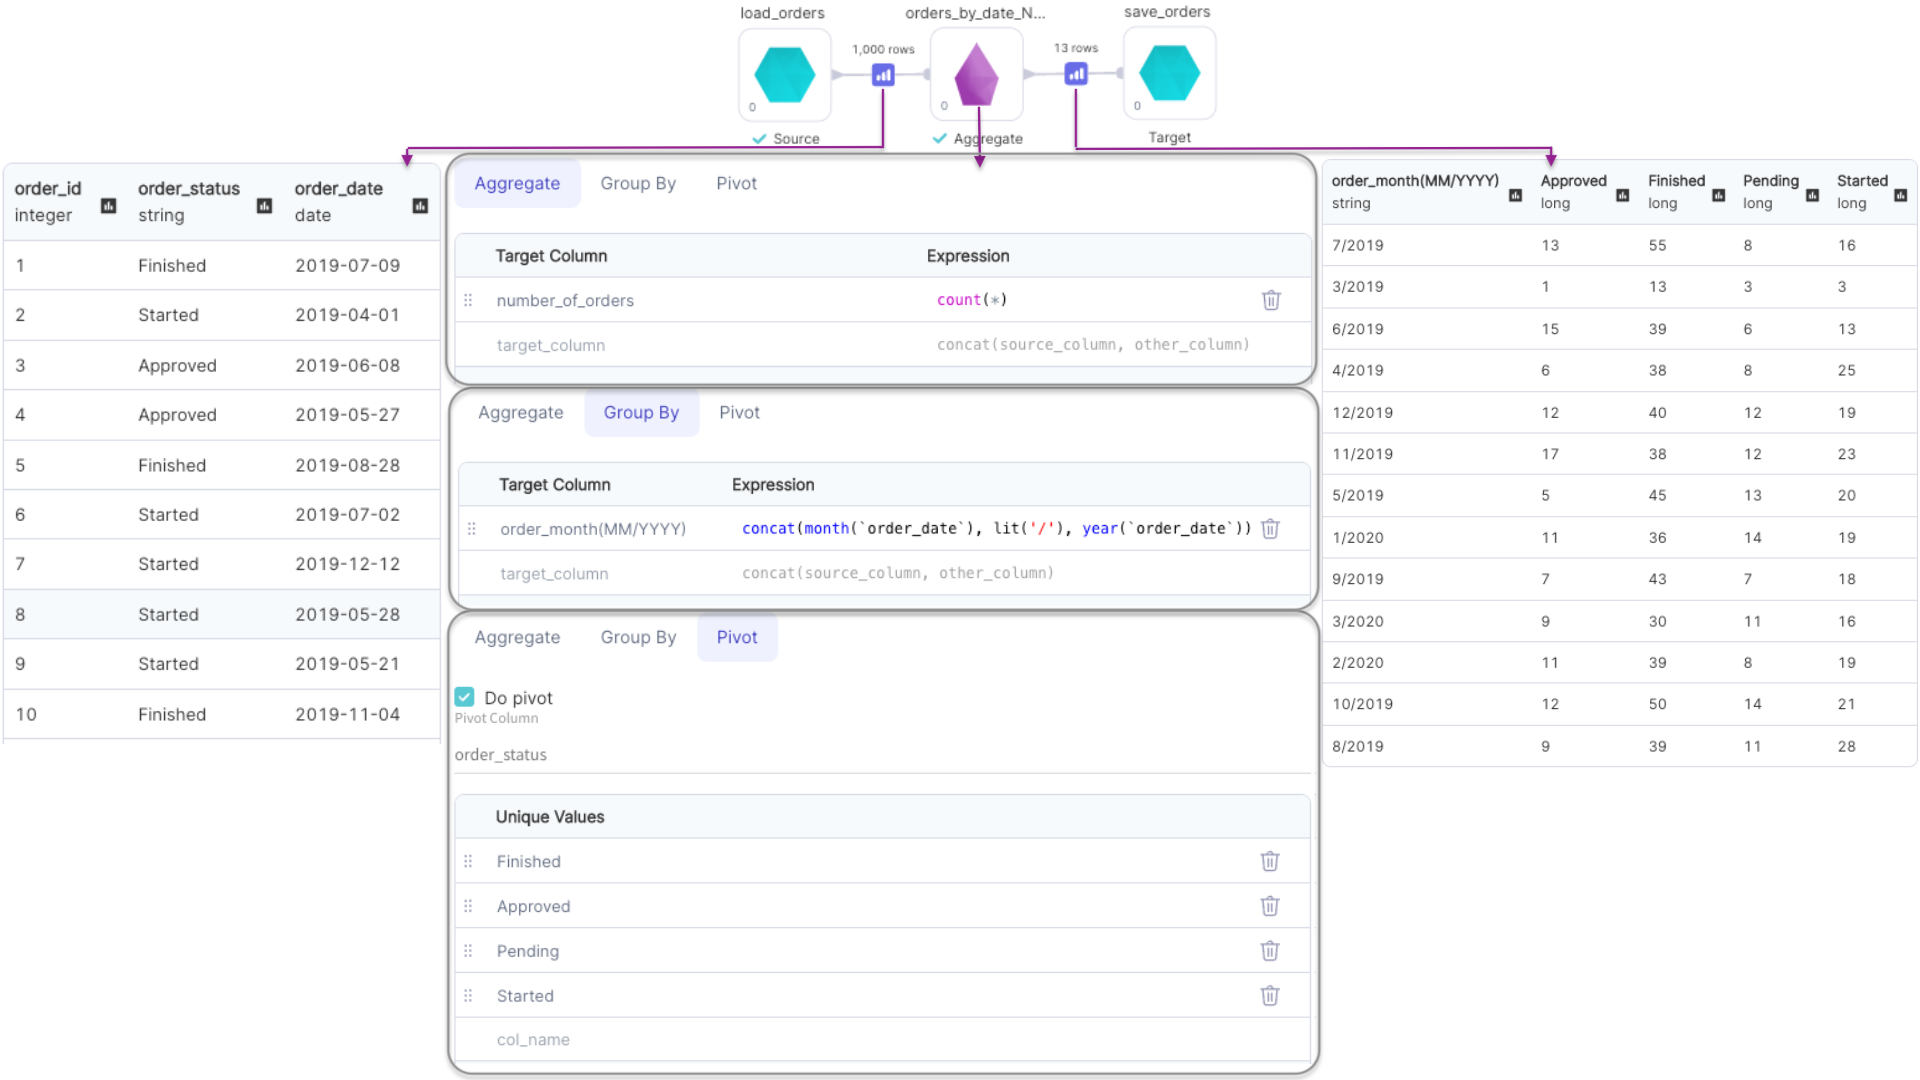 load_orders
orders_by_date_N...
save_orders
1,000 rows
13 rows
0
0
0
Source
Aggregate
Target
order_id order_status order_date
integer string date
1 Finished 2019-07-09
2 Started 2019-04-01
3 Approved 2019-06-08
4 Approved 2019-05-27
5 Finished 2019-08-28
6 Started 2019-07-02
7 Started 2019-12-12
8 Started 2019-05-28
9 Started 2019-05-21
10 Finished 2019-11-04
Aggregate Group By Pivot
Target Column Expression
number_of_orders count(*)
target_column concat(source_column, other_column)
Aggregate Group By Pivot
Target Column Expression
order_month(MM/YYYY) concat(month(`order_date`), lit('/'), year(`order_date`))
target_column concat(source_column, other_column)
Aggregate Group By Pivot
Do pivot
Pivot Column
order_status
Unique Values
Finished
Approved
Pending
Started
col_name
order_month(MM/YYYY) Approved Finished Pending Started
string long long long long
7/2019 13 55 8 16
3/2019 1 13 3 3
6/2019 15 39 6 13
4/2019 6 38 8 25
12/2019 12 40 12 19
11/2019 17 38 12 23
5/2019 5 45 13 20
1/2020 11 36 14 19
9/2019 7 43 7 18
3/2020 9 30 11 16
2/2020 11 39 8 19
10/2019 12 50 14 21
8/2019 9 39 11 28